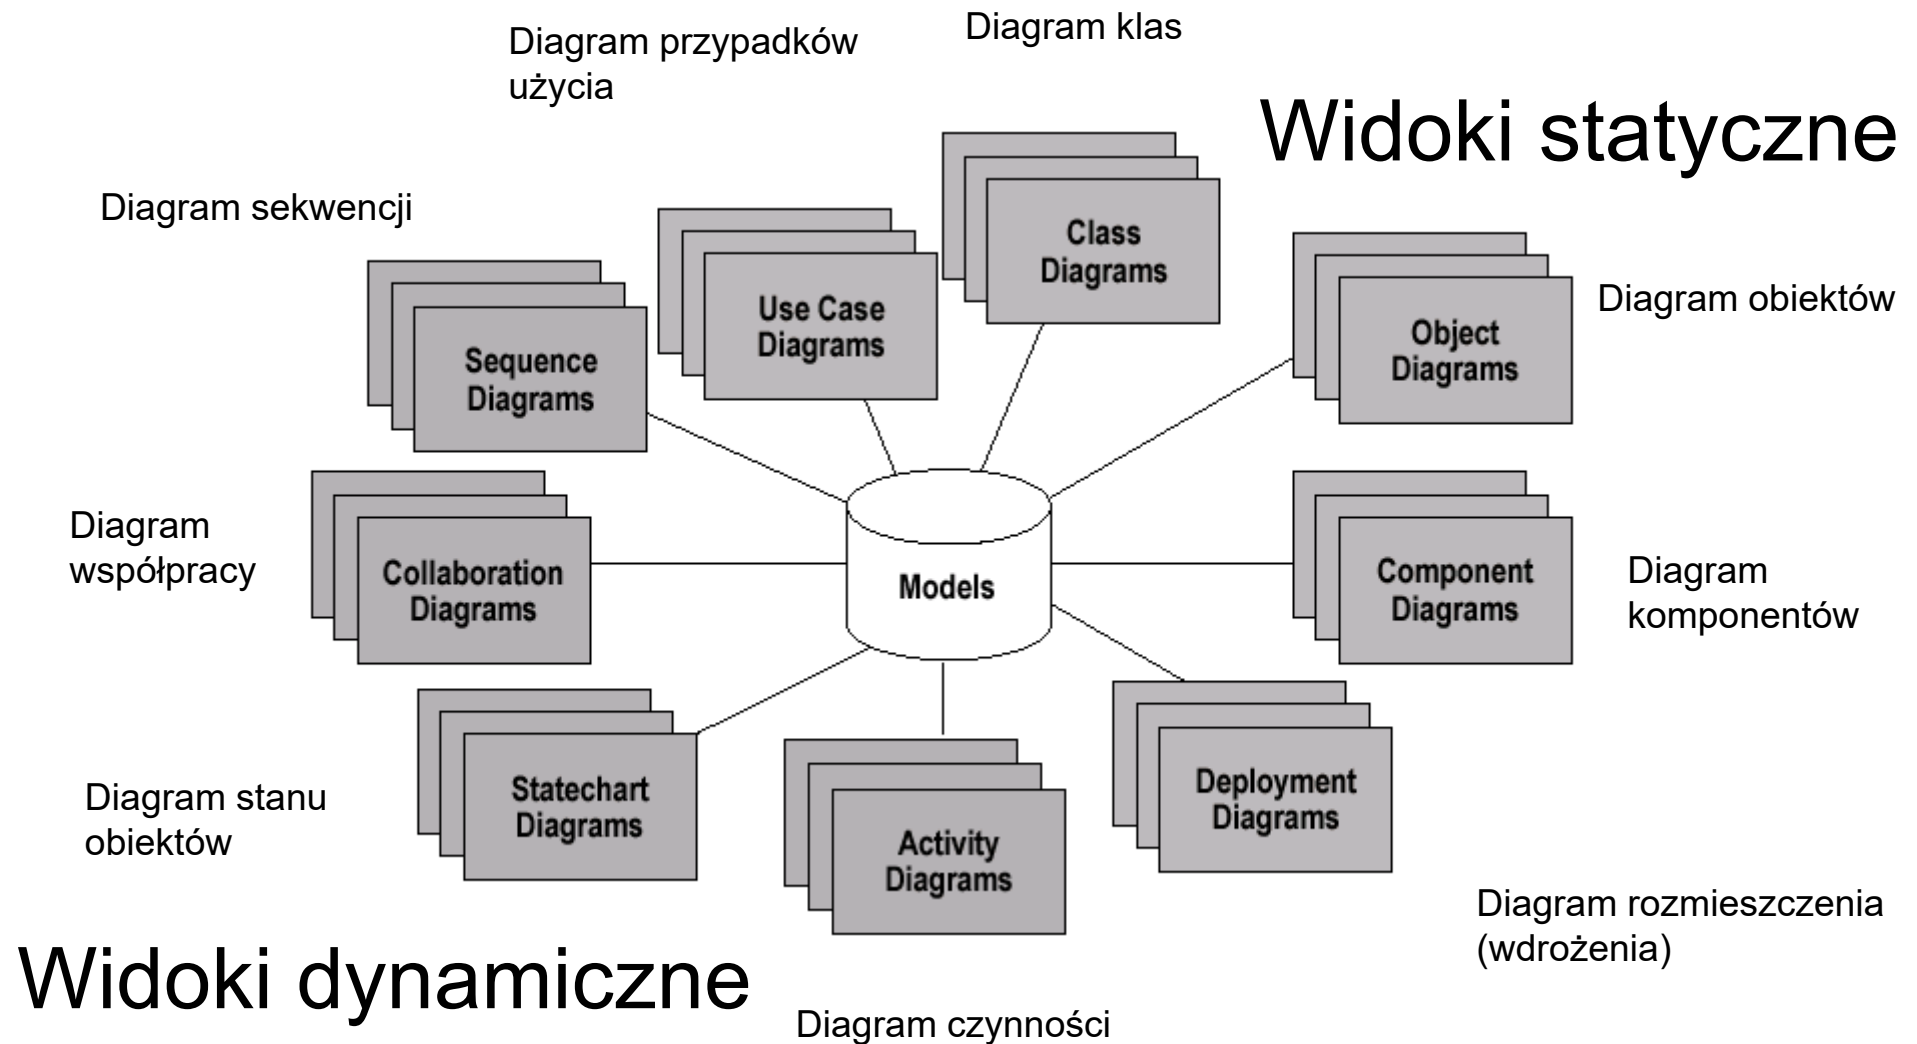 Diagram przypadków
użycia
Diagram klas
Widoki statyczne
Diagram sekwencji
Class
Diagrams
Use Case
Diagrams
Sequence
Diagrams
Object
Diagrams
Diagram obiektów
Diagram
współpracy
Collaboration
Diagrams
Models
Component
Diagrams
Diagram
komponentów
Diagram stanu
obiektów
Statechart
Diagrams
Activity
Diagrams
Deployment
Diagrams
Diagram rozmieszczenia
(wdrożenia)
Widoki dynamiczne
Diagram czynności